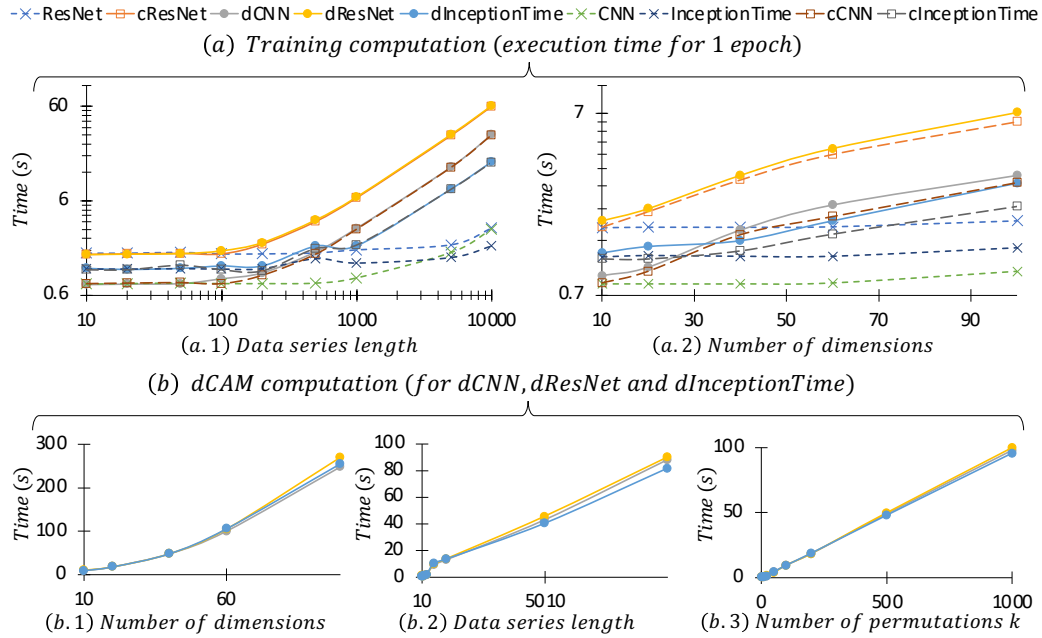 ResNet cResNet dCNN dResNet dInceptionTime CNN InceptionTime cCNN cInceptionTime
(a) Training computation (execution time for 1 epoch)
60
6
0.6
Time (s)
10 100 1000 10000
(a. 1) Data series length
7
0.7
Time (s)
10 30 50 70 90
(a. 2) Number of dimensions
(b) dCAM computation (for dCNN, dResNet and dInceptionTime)
300
200
100
0
Time (s)
10 60
(b. 1) Number of dimensions
100
80
60
40
20
0
Time (s)
10 5010
(b. 2) Data series length
100
50
0
Time (s)
0 500 1000
(b. 3) Number of permutations k